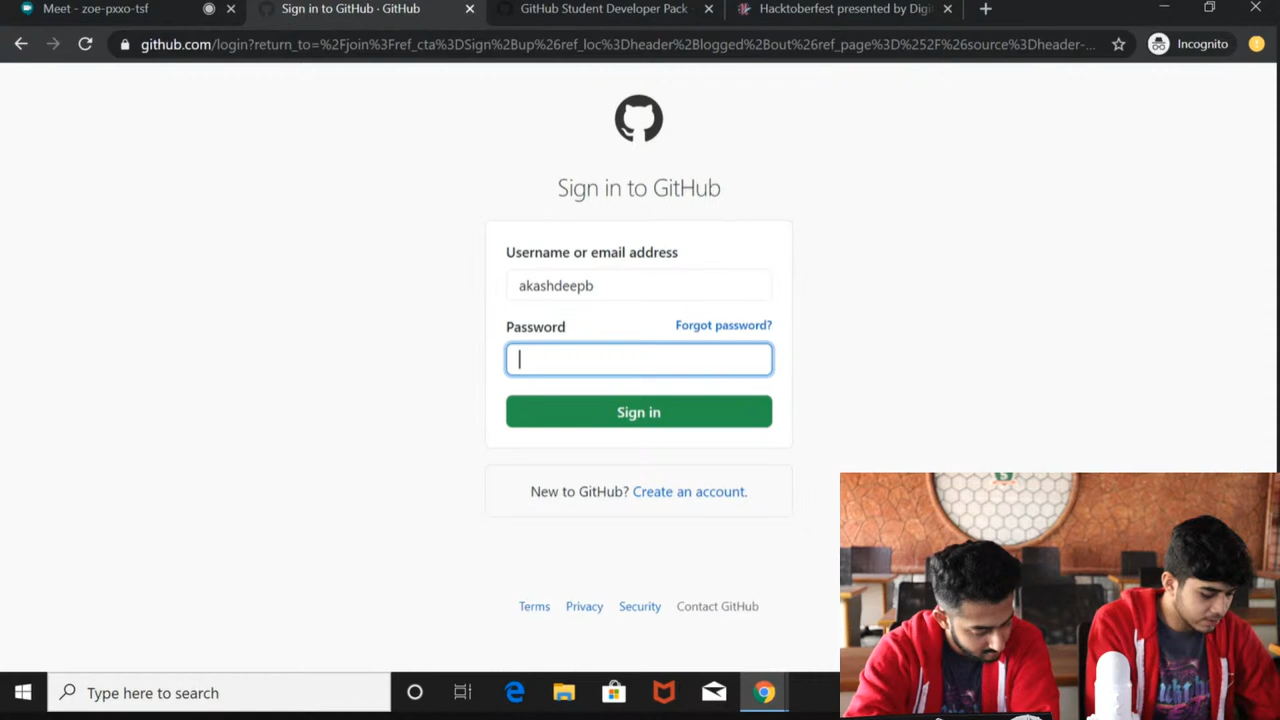 Meet - zoe-pxxo-tsf
Sign in to GitHub · GitHub
GitHub Student Developer Pack
Hacktoberfest presented by Digi
github.com/login?return_to=%2Fjoin%3Fref_cta%3DSign%2Bup%26ref_loc%3Dheader%2Blogged%2Bout%26ref_page%3D%252F%26source%3Dheader-...
Incognito
Sign in to GitHub
Username or email address
akashdeepb
Password
Forgot password?
Sign in
New to GitHub? Create an account.
Terms
Privacy
Security
Contact GitHub
Type here to search